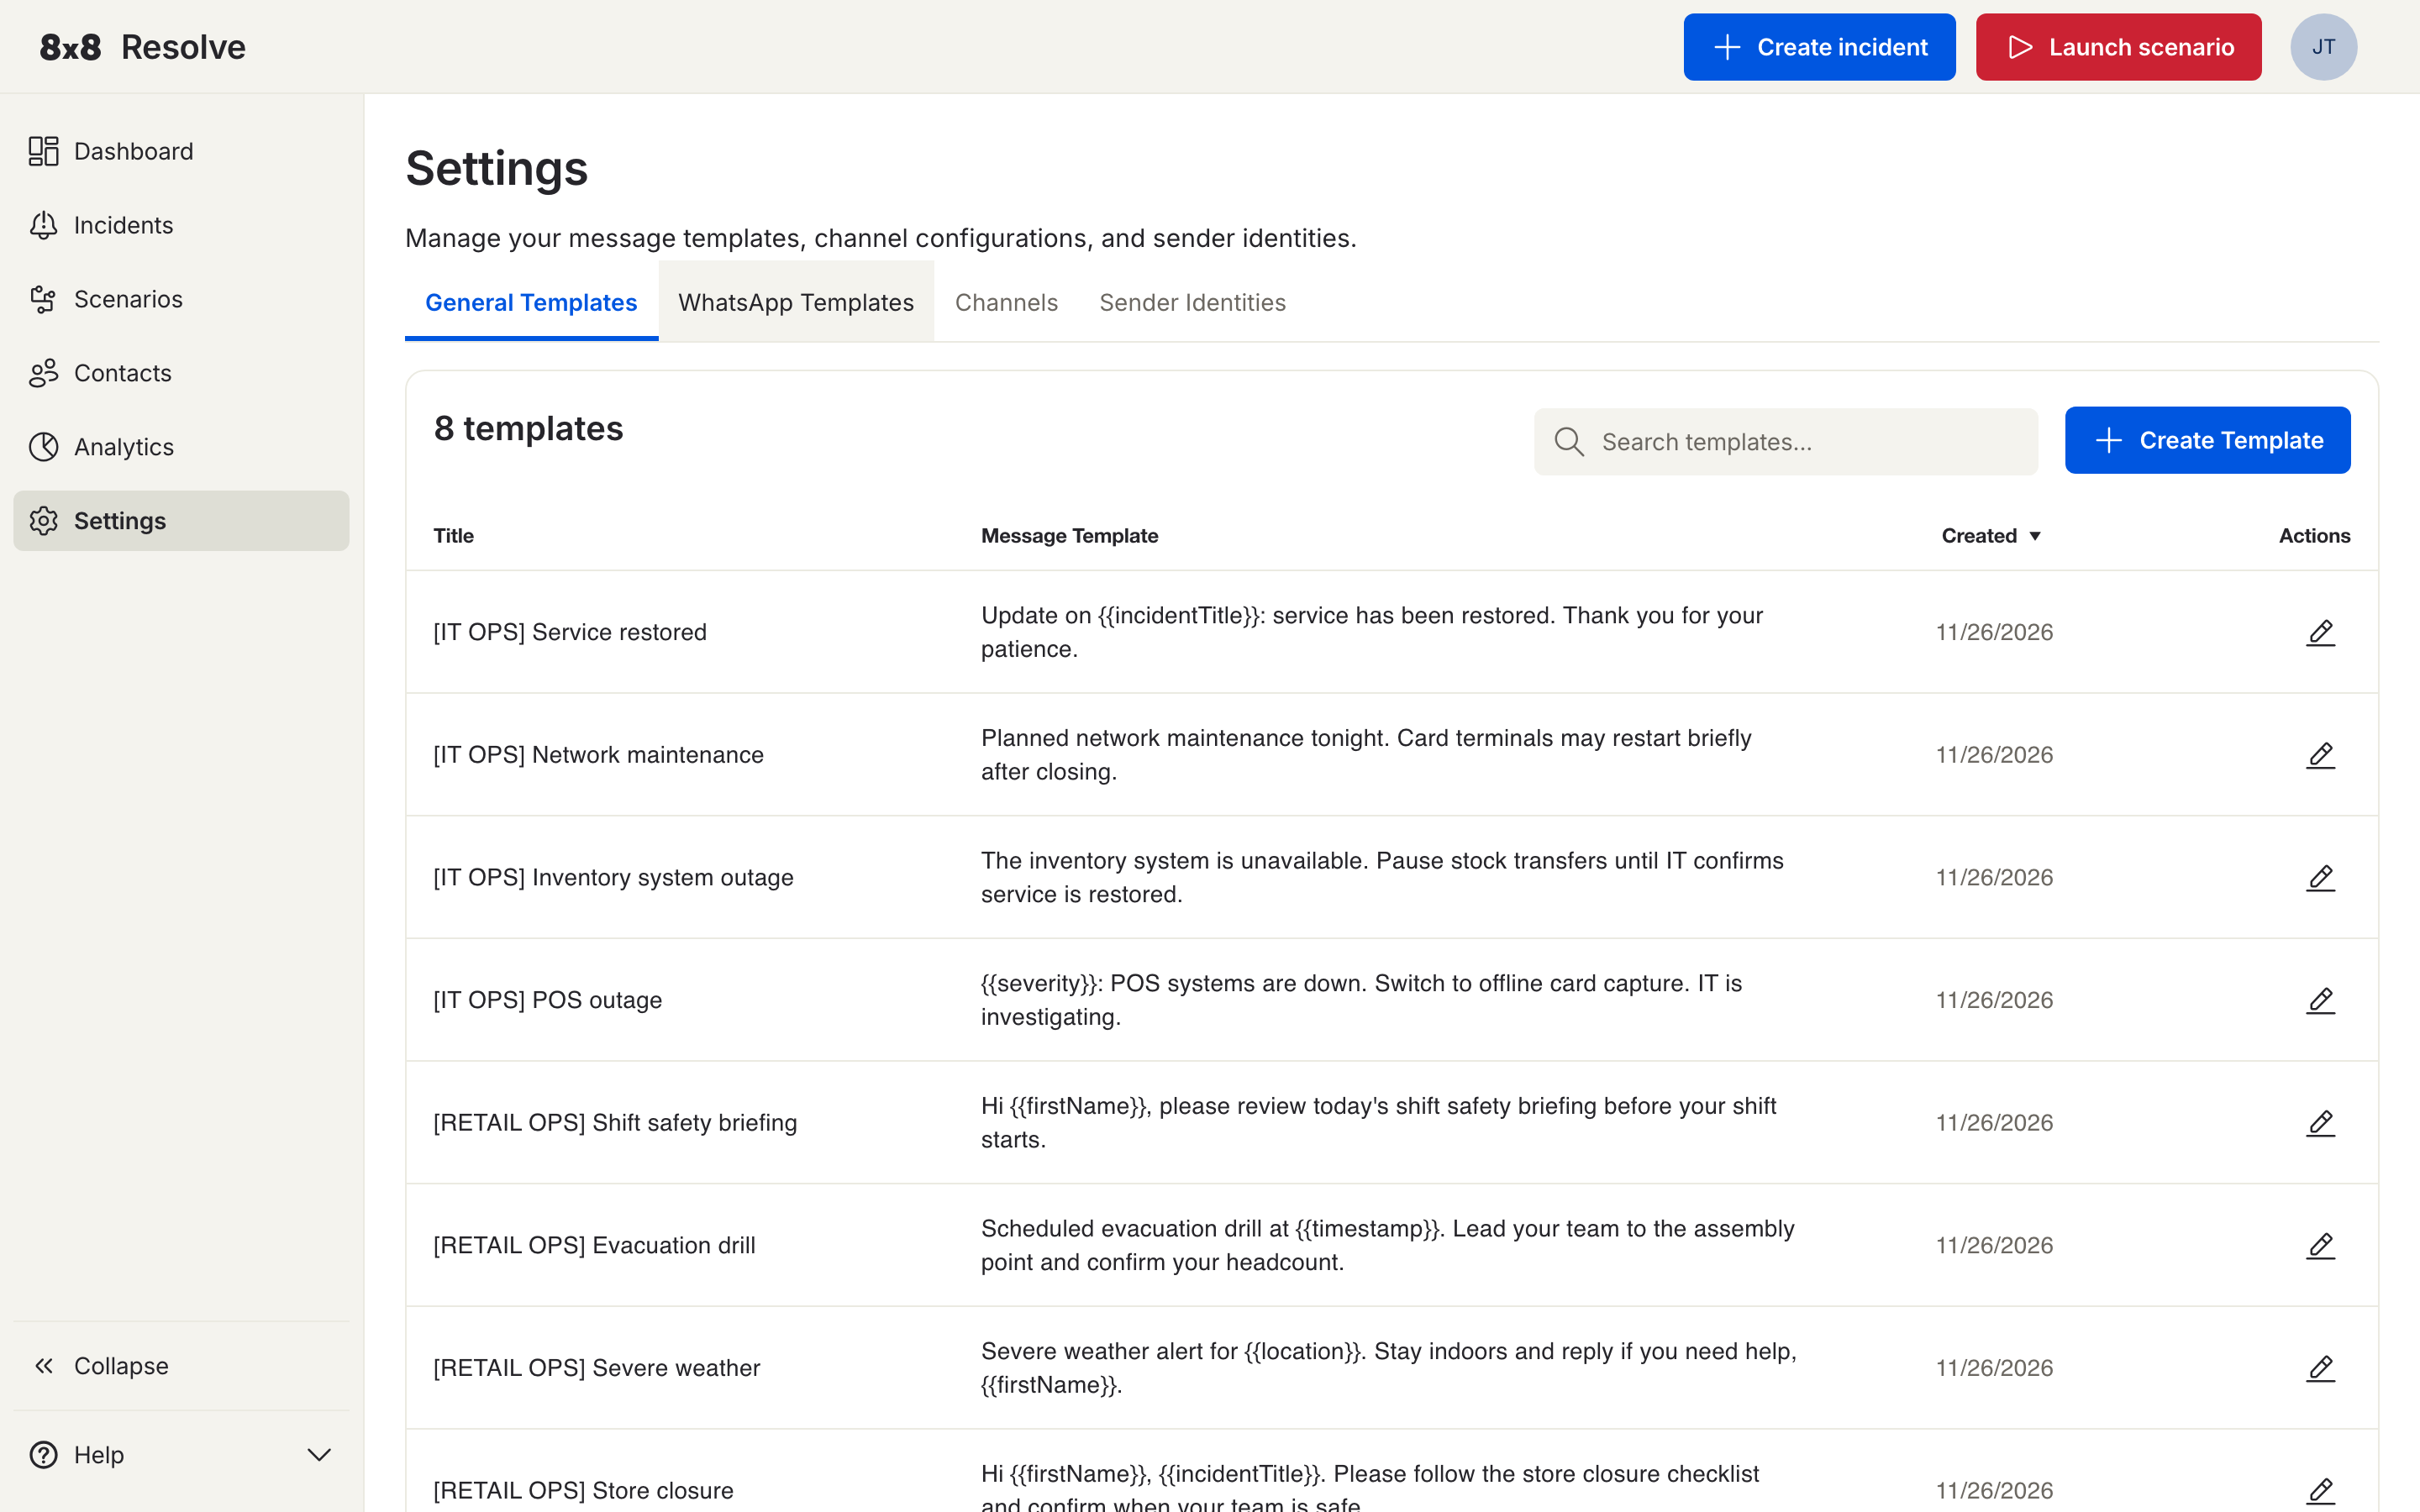 8x8 Resolve
Create incident
Launch scenario
JT
Dashboard
Incidents
Scenarios
Contacts
Analytics
Settings
Collapse
Help
Settings
Manage your message templates, channel configurations, and sender identities.
General Templates
WhatsApp Templates
Channels
Sender Identities
8 templates
Search templates...
Create Template
Title
Message Template
Created ▼
Actions
[IT OPS] Service restored
Update on {{incidentTitle}}: service has been restored. Thank you for your
patience.
11/26/2026
[IT OPS] Network maintenance
Planned network maintenance tonight. Card terminals may restart briefly
after closing.
11/26/2026
[IT OPS] Inventory system outage
The inventory system is unavailable. Pause stock transfers until IT confirms
service is restored.
11/26/2026
[IT OPS] POS outage
{{severity}}: POS systems are down. Switch to offline card capture. IT is
investigating.
11/26/2026
[RETAIL OPS] Shift safety briefing
Hi {{firstName}}, please review today's shift safety briefing before your shift
starts.
11/26/2026
[RETAIL OPS] Evacuation drill
Scheduled evacuation drill at {{timestamp}}. Lead your team to the assembly
point and confirm your headcount.
11/26/2026
[RETAIL OPS] Severe weather
Severe weather alert for {{location}}. Stay indoors and reply if you need help,
{{firstName}}.
11/26/2026
[RETAIL OPS] Store closure
Hi {{firstName}}, {{incidentTitle}}. Please follow the store closure checklist
and confirm when your team is safe.
11/26/2026